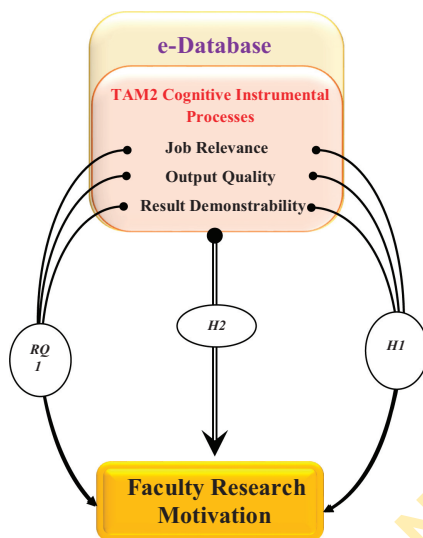 e-Database
TAM2 Cognitive Instrumental
Processes
Job Relevance
Output Quality
Result Demonstrability
RQ
1
H2
H1
Faculty Research
Motivation